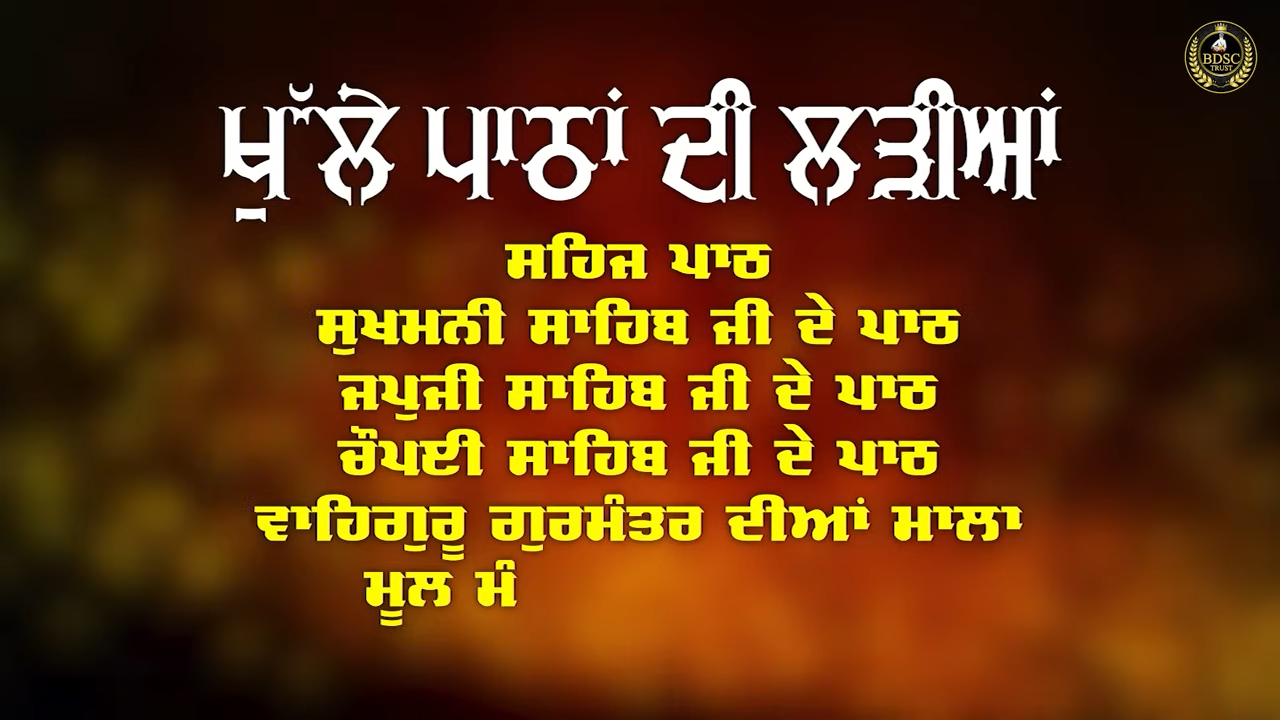 BDSC
TRUST
ਖੁੱਲੇ ਪਾਠਾਂ ਦੀ ਲੜੀਆਂ
ਸਹਿਜ ਪਾਠ
ਸੁਖਮਨੀ ਸਾਹਿਬ ਜੀ ਦੇ ਪਾਠ
ਜਪੁਜੀ ਸਾਹਿਬ ਜੀ ਦੇ ਪਾਠ
ਚੌਪਈ ਸਾਹਿਬ ਜੀ ਦੇ ਪਾਠ
ਵਾਹਿਗੁਰੂ ਗੁਰਮੰਤਰ ਦੀਆਂ ਮਾਲਾ
ਮੂਲ ਮੰ